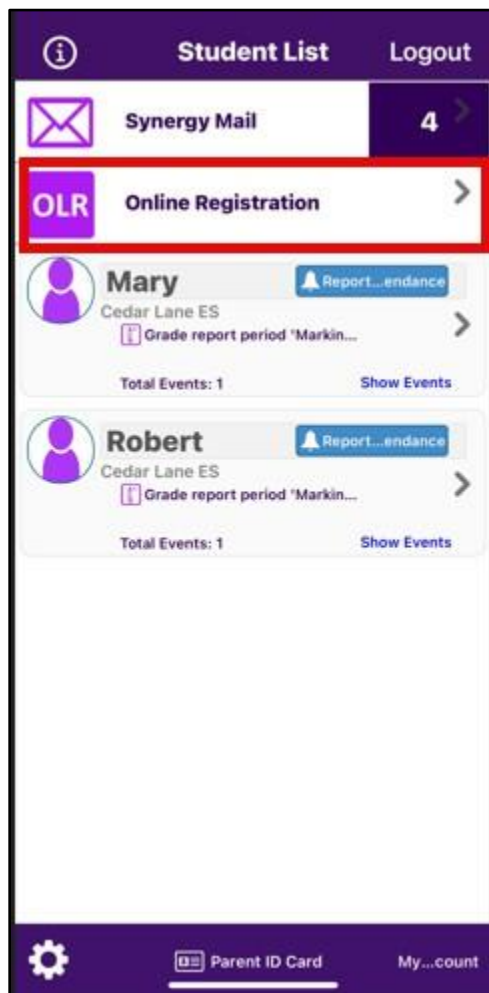 Student List Logout
Synergy Mail 4
OLR Online Registration
Mary Report...endance
Cedar Lane ES
Grade report period "Markin...
Total Events: 1 Show Events
Robert Report...endance
Cedar Lane ES
Grade report period "Markin...
Total Events: 1 Show Events
Parent ID Card My...count